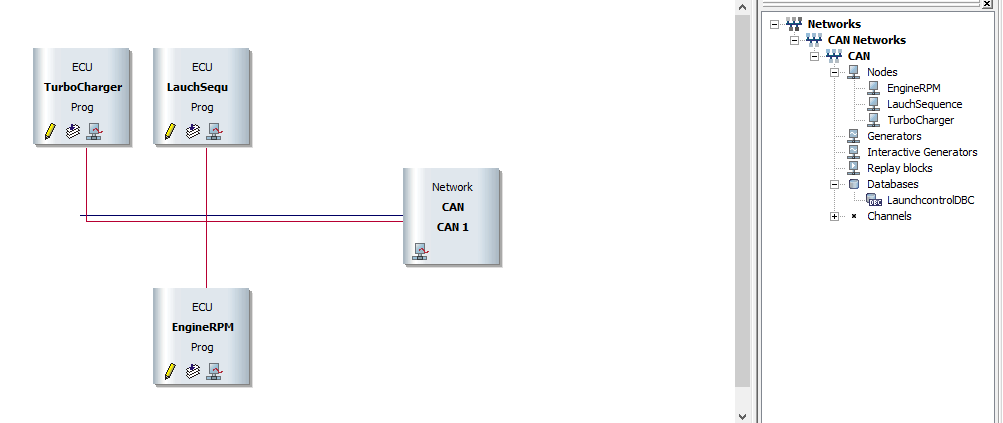 ECU
TurboCharger
Prog
ECU
LauchSequ
Prog
Network
CAN
CAN 1
ECU
EngineRPM
Prog
Networks
CAN Networks
CAN
Nodes
EngineRPM
LauchSequence
TurboCharger
Generators
Interactive Generators
Replay blocks
Databases
LaunchcontrolDBC
Channels